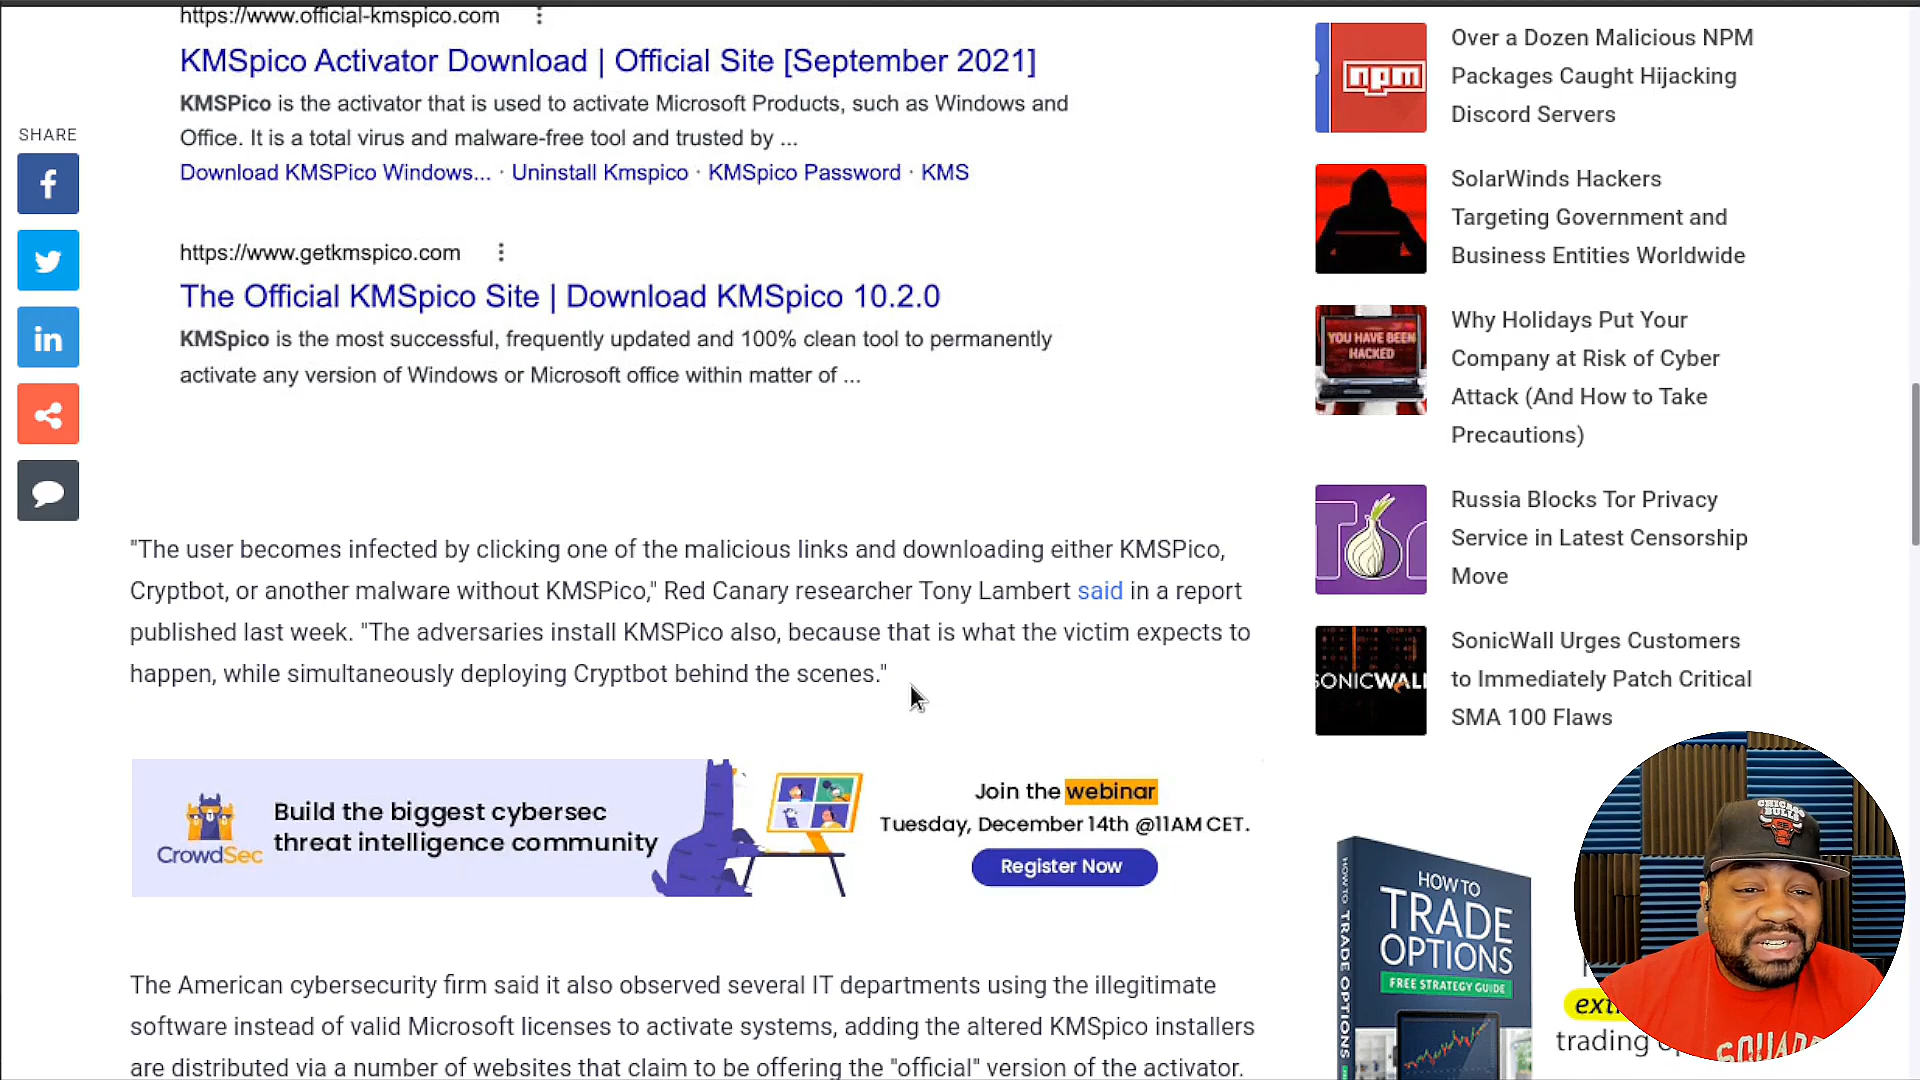 https://www.official-kmspico.com
KMSpico Activator Download | Official Site [September 2021]
KMSPico is the activator that is used to activate Microsoft Products, such as Windows and
Office. It is a total virus and malware-free tool and trusted by ...
Download KMSPico Windows... · Uninstall Kmspico · KMSpico Password · KMS
https://www.getkmspico.com
The Official KMSpico Site | Download KMSpico 10.2.0
KMSpico is the most successful, frequently updated and 100% clean tool to permanently
activate any version of Windows or Microsoft office within matter of ...
SHARE
"The user becomes infected by clicking one of the malicious links and downloading either KMSPico,
Cryptbot, or another malware without KMSPico," Red Canary researcher Tony Lambert said in a report
published last week. "The adversaries install KMSPico also, because that is what the victim expects to
happen, while simultaneously deploying Cryptbot behind the scenes."
CrowdSec
Build the biggest cybersec
threat intelligence community
Join the webinar
Tuesday, December 14th @11AM CET.
Register Now
The American cybersecurity firm said it also observed several IT departments using the illegitimate
software instead of valid Microsoft licenses to activate systems, adding the altered KMSpico installers
are distributed via a number of websites that claim to be offering the "official" version of the activator.
npm
Over a Dozen Malicious NPM
Packages Caught Hijacking
Discord Servers
SolarWinds Hackers
Targeting Government and
Business Entities Worldwide
YOU HAVE BEEN
HACKED
Why Holidays Put Your
Company at Risk of Cyber
Attack (And How to Take
Precautions)
Russia Blocks Tor Privacy
Service in Latest Censorship
Move
SONICWALL
SonicWall Urges Customers
to Immediately Patch Critical
SMA 100 Flaws
HOW TO
TRADE
OPTIONS
FREE STRATEGY GUIDE
HOW TO TRADE OPTIONS
trading
CHICAGO
BULLS